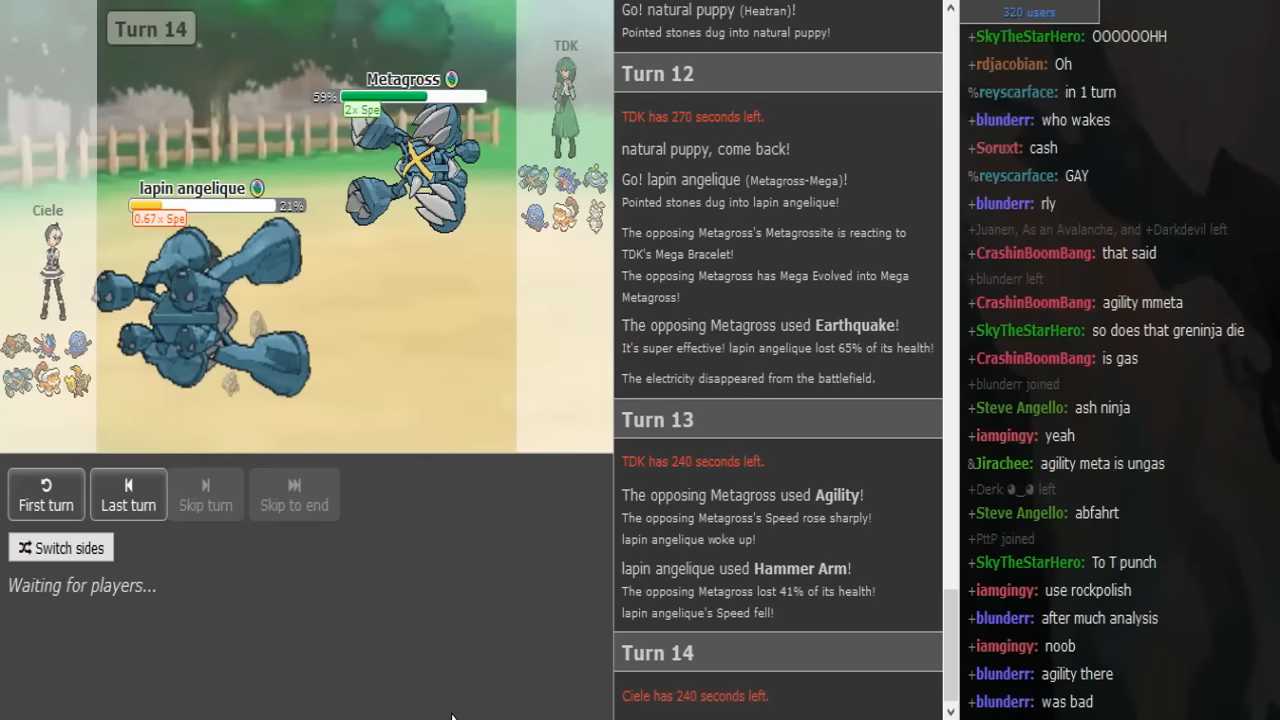 Turn 14
Metagross
59%
2x Spe
TDK
lapin angelique
21%
0.67x Spe
Ciele
First turn
Last turn
Skip turn
Skip to end
Switch sides
Waiting for players...
Go! natural puppy (Heatran)!
Pointed stones dug into natural puppy!
Turn 12
TDK has 270 seconds left.
natural puppy, come back!
Go! lapin angelique (Metagross-Mega)!
Pointed stones dug into lapin angelique!
The opposing Metagross's Metagrossite is reacting to
TDK's Mega Bracelet!
The opposing Metagross has Mega Evolved into Mega
Metagross!
The opposing Metagross used Earthquake!
It's super effective! lapin angelique lost 65% of its health!
The electricity disappeared from the battlefield.
Turn 13
TDK has 240 seconds left.
The opposing Metagross used Agility!
The opposing Metagross's Speed rose sharply!
lapin angelique woke up!
lapin angelique used Hammer Arm!
The opposing Metagross lost 41% of its health!
lapin angelique's Speed fell!
Turn 14
Ciele has 240 seconds left.
320 users
+SkyTheStarHero: OOOOOOHH
+rdjacobian: Oh
%reyscarface: in 1 turn
+blunderr: who wakes
+Soruxt: cash
%reyscarface: GAY
+blunderr: rly
+Juanen, As an Avalanche, and +Darkdevil left
+CrashinBoomBang: that said
+blunderr left
+CrashinBoomBang: agility mmeta
+SkyTheStarHero: so does that greninja die
+CrashinBoomBang: is gas
+blunderr joined
+Steve Angello: ash ninja
+iamgingy: yeah
&Jirachee: agility meta is ungas
+Derk ◕‿◕ left
+Steve Angello: abfahrt
+PttP joined
+SkyTheStarHero: To T punch
+iamgingy: use rockpolish
+blunderr: after much analysis
+iamgingy: noob
+blunderr: agility there
+blunderr: was bad